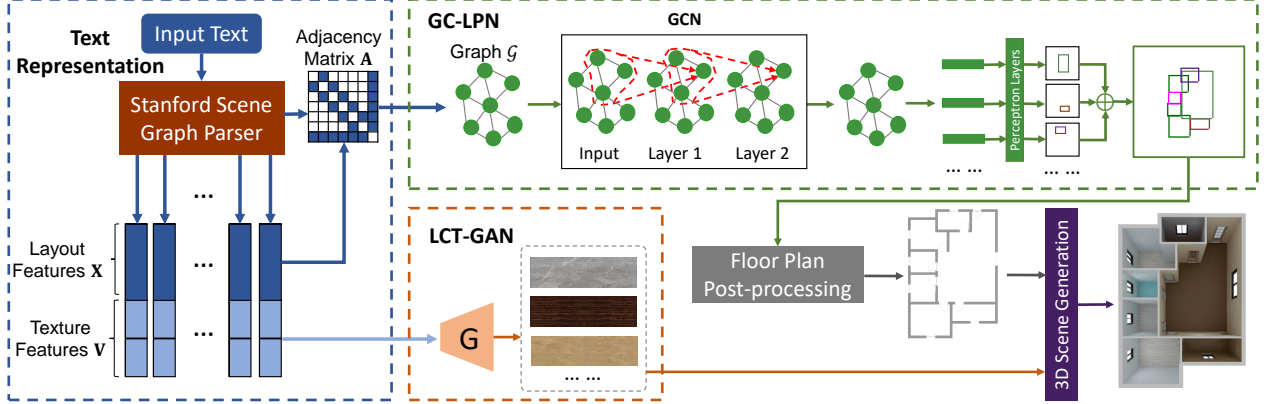 Text
Representation
Input Text
Stanford Scene
Graph Parser
Adjacency
Matrix A
...
Layout
Features X
...
Texture
Features V
...
GC-LPN
Graph 𝒢
GCN
Input
Layer 1
Layer 2
... ...
Perceptron Layers
... ...
LCT-GAN
G
... ...
Floor Plan
Post-processing
3D Scene Generation